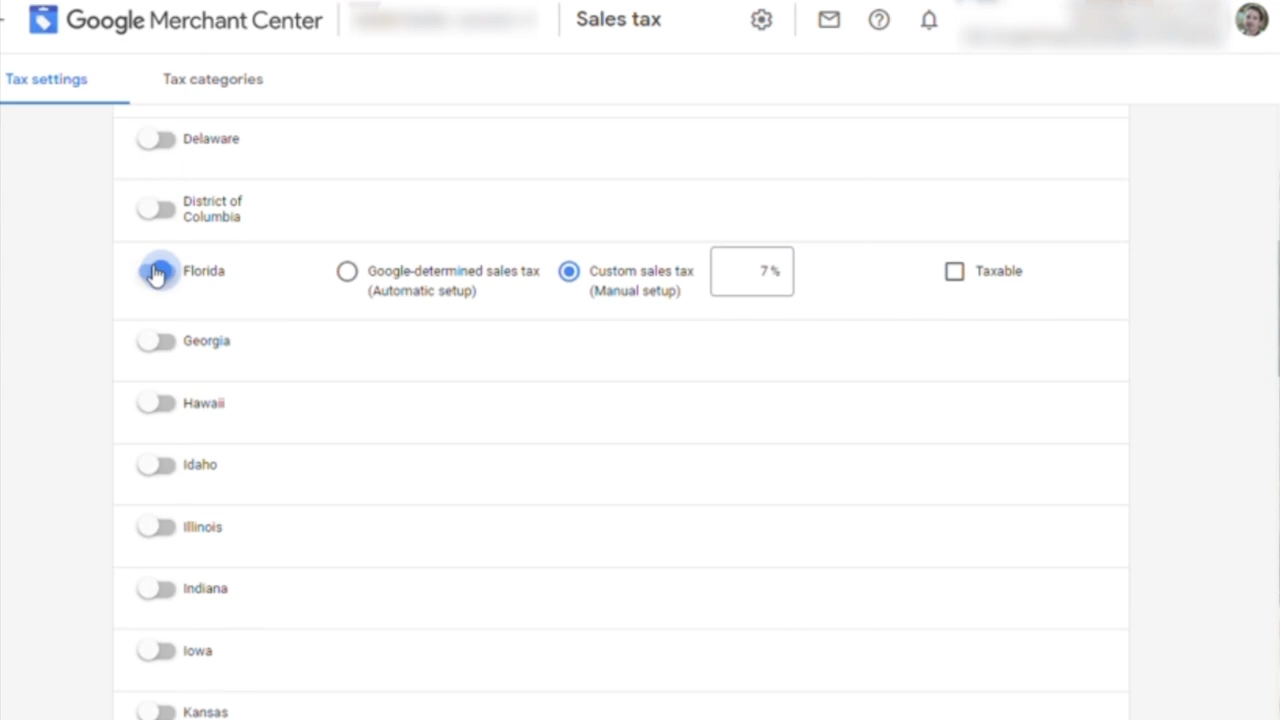 Google Merchant Center
Sales tax
Tax settings
Tax categories
Delaware
District of
Columbia
Florida
Google-determined sales tax
(Automatic setup)
Custom sales tax
(Manual setup)
7%
Taxable
Georgia
Hawaii
Idaho
Illinois
Indiana
Iowa
Kansas